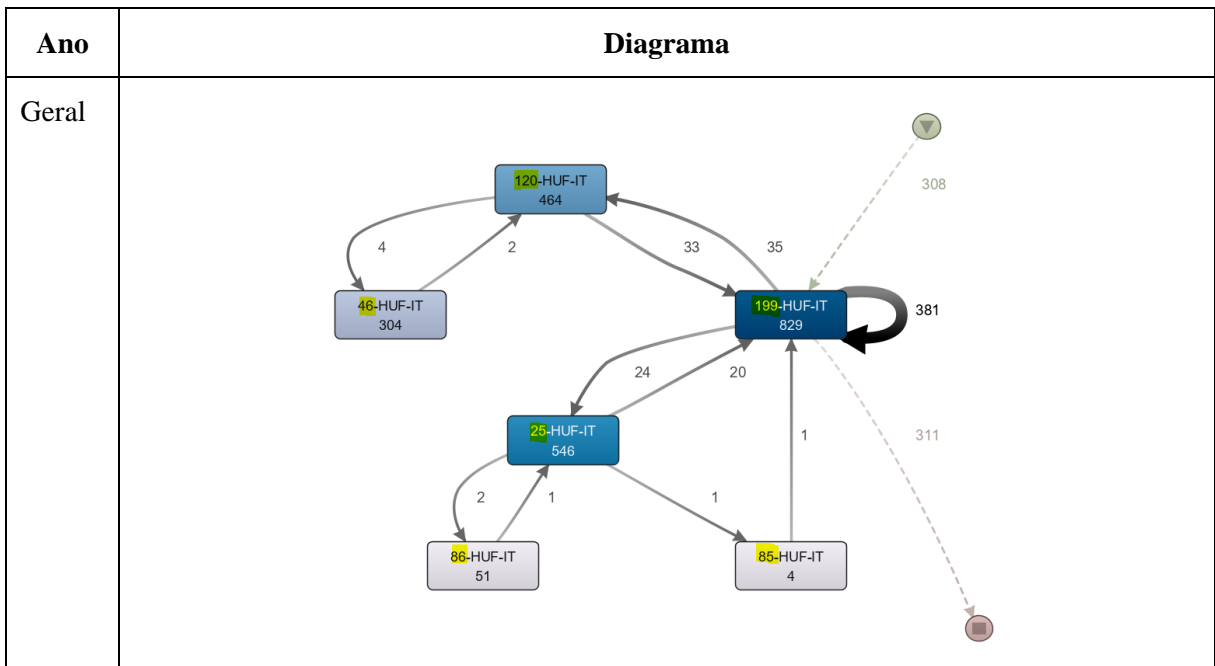 Ano
Diagrama
Geral
308
120-HUF-IT
464
4
2
33
35
46-HUF-IT
304
199-HUF-IT
829
381
24
20
25-HUF-IT
546
1
311
2
1
1
86-HUF-IT
51
85-HUF-IT
4